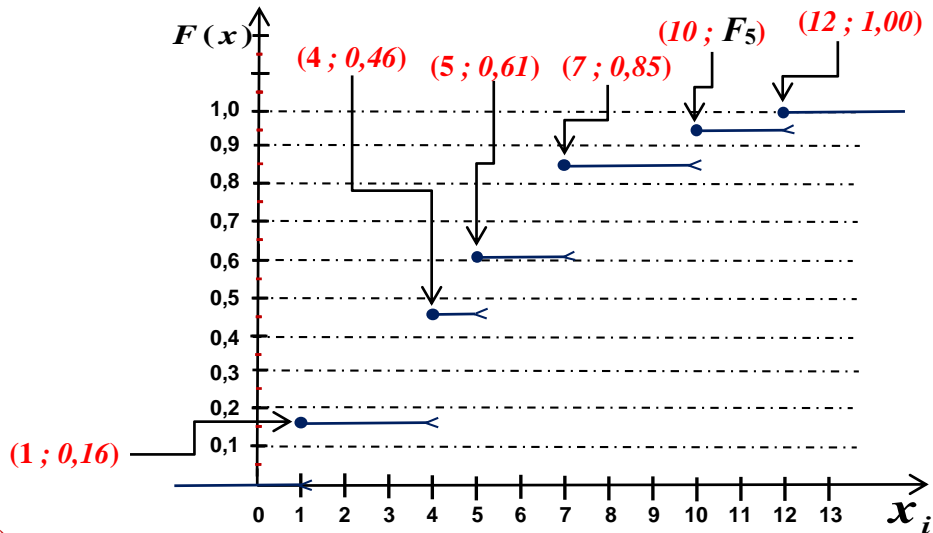 F(x)
(4 ; 0,46)
(5 ; 0,61)
(7 ; 0,85)
(10 ; F5)
(12 ; 1,00)
1,0
0,9
0,8
0,7
0,6
0,5
0,4
0,3
0,2
0,1
(1 ; 0,16)
0 1 2 3 4 5 6 7 8 9 10 11 12 13
xi